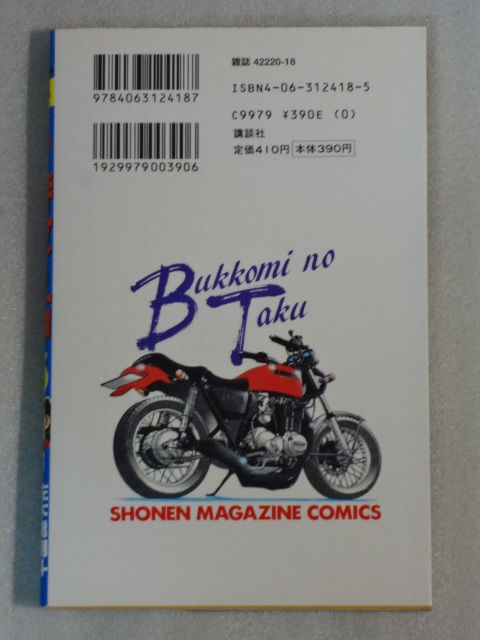 雑誌 42220-18
9784063124187
ISBN4-06-312418-5
C9979 ¥390E (0)
講談社
定価410円 本体390円
1929979003906
Bukkomi no
Taku
SHONEN MAGAZINE COMICS